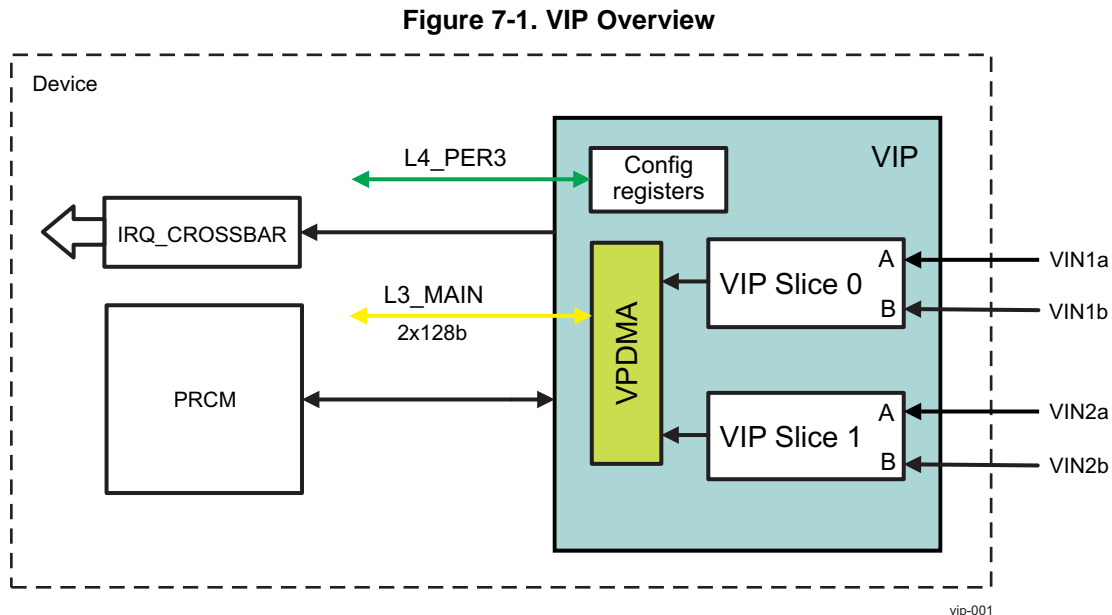 Figure 7-1. VIP Overview
Device
L4_PER3
Config
registers
VIP
IRQ_CROSSBAR
L3_MAIN
2x128b
VPDMA
VIP Slice 0
A
B
VIN1a
VIN1b
PRCM
VIP Slice 1
A
B
VIN2a
VIN2b
vip-001